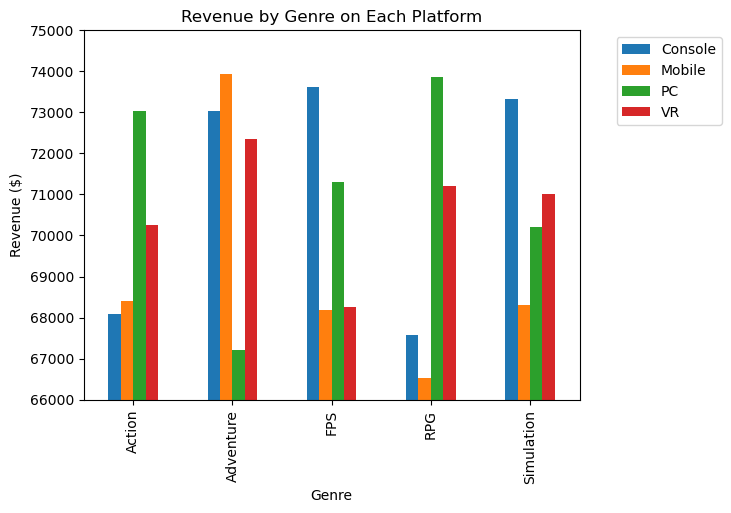 Revenue by Genre on Each Platform
75000
74000
73000
72000
71000
70000
69000
68000
67000
66000
Revenue ($)
Action
Adventure
FPS
RPG
Simulation
Genre
Console
Mobile
PC
VR